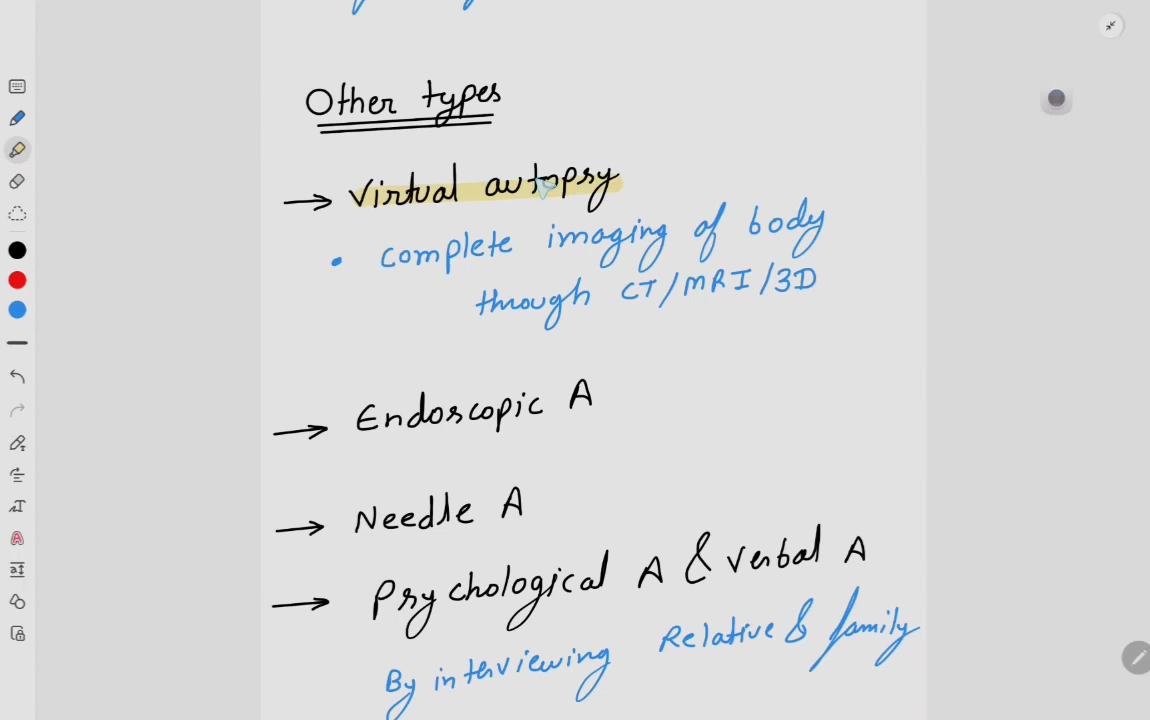 Other types
→ Virtual autopsy
• complete imaging of body
through CT/MRI/3D
→ Endoscopic A
→ Needle A
→ Psychological A & Verbal A
By interviewing Relative & family